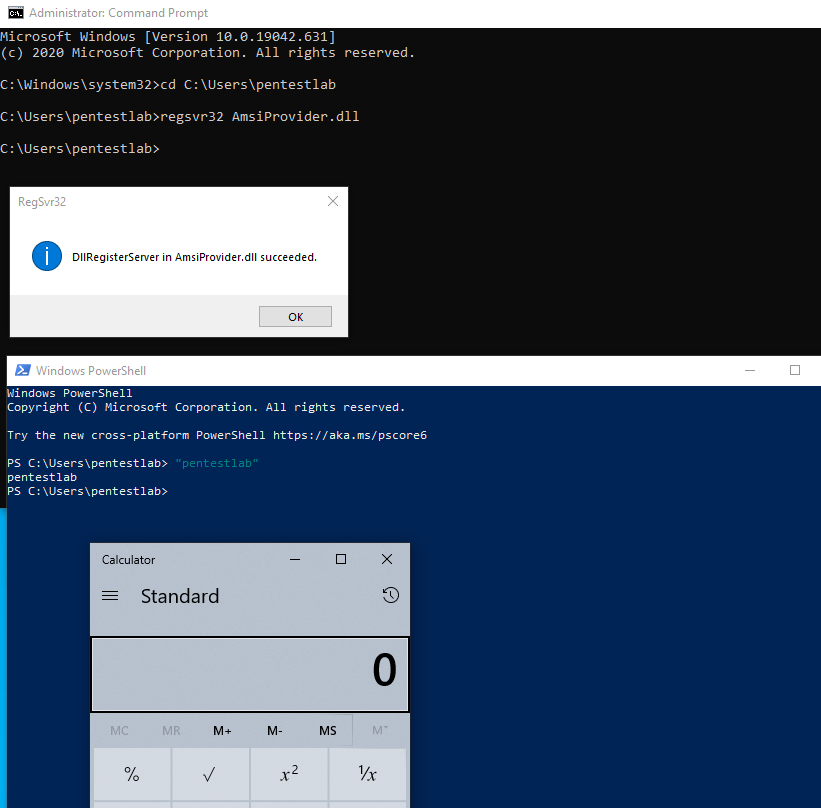 Administrator: Command Prompt
Microsoft Windows [Version 10.0.19042.631]
(c) 2020 Microsoft Corporation. All rights reserved.
C:\Windows\system32>cd C:\Users\pentestlab
C:\Users\pentestlab>regsvr32 AmsiProvider.dll
C:\Users\pentestlab>
RegSvr32
DllRegisterServer in AmsiProvider.dll succeeded.
OK
Windows PowerShell
Windows PowerShell
Copyright (C) Microsoft Corporation. All rights reserved.
Try the new cross-platform PowerShell https://aka.ms/pscore6
PS C:\Users\pentestlab> "pentestlab"
pentestlab
PS C:\Users\pentestlab>
Calculator
Standard
0
MC MR M+ M- MS M˅
% √ x² ¹/x